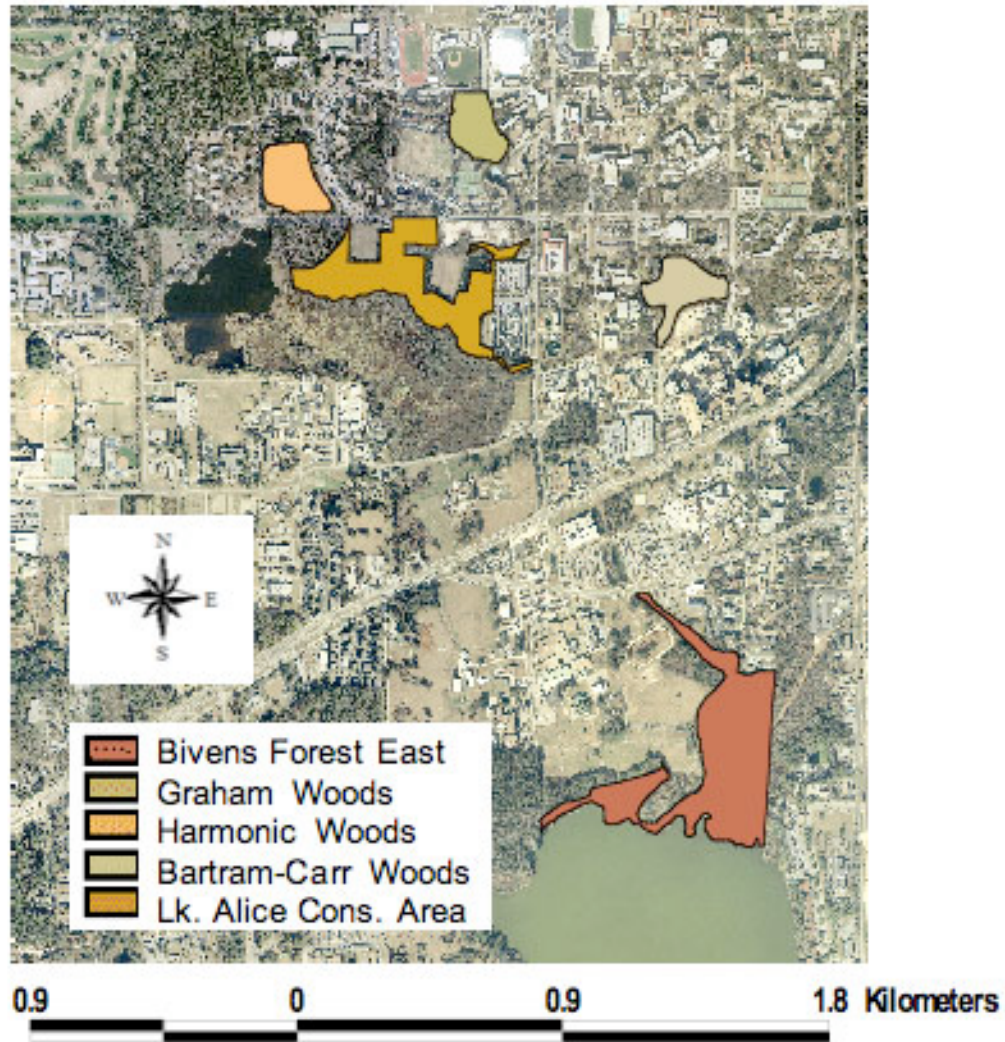 N
W E
S
Bivens Forest East
Graham Woods
Harmonic Woods
Bartram-Carr Woods
Lk. Alice Cons. Area
0.9 0 0.9 1.8 Kilometers